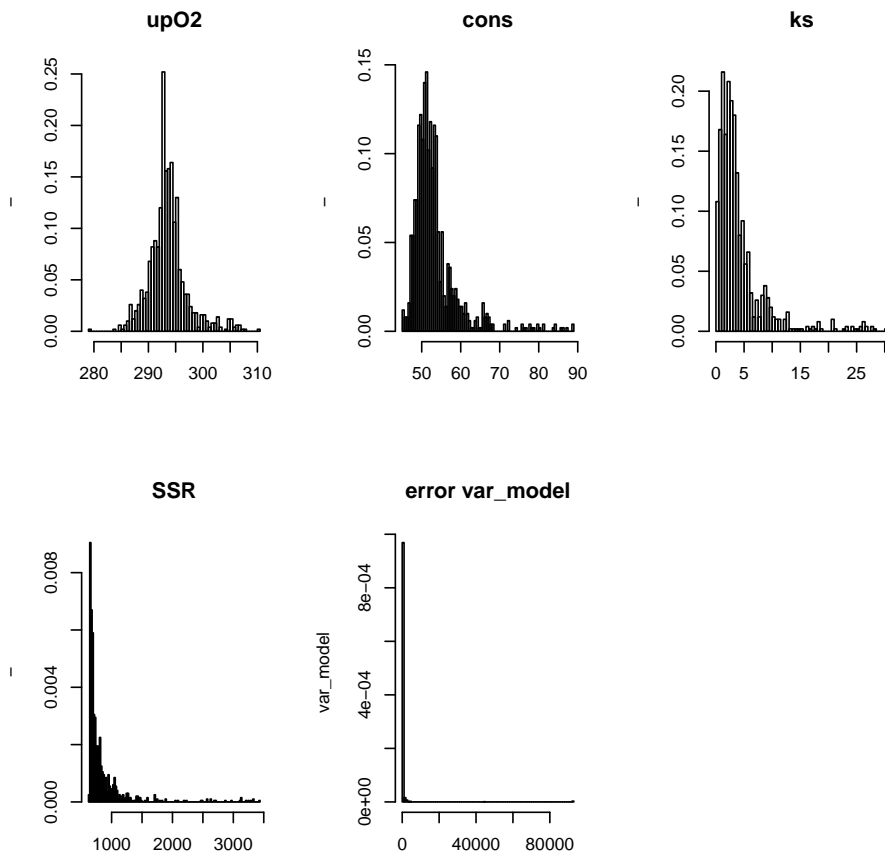 upO2
0.00 0.05 0.10 0.15 0.20 0.25
280 290 300 310
cons
0.00 0.05 0.10 0.15
50 60 70 80 90
ks
0.00 0.05 0.10 0.15 0.20
0 5 15 25
SSR
0.000 0.004 0.008
1000 2000 3000
error var_model
var_model
0e+00 4e-04 8e-04
0 40000 80000